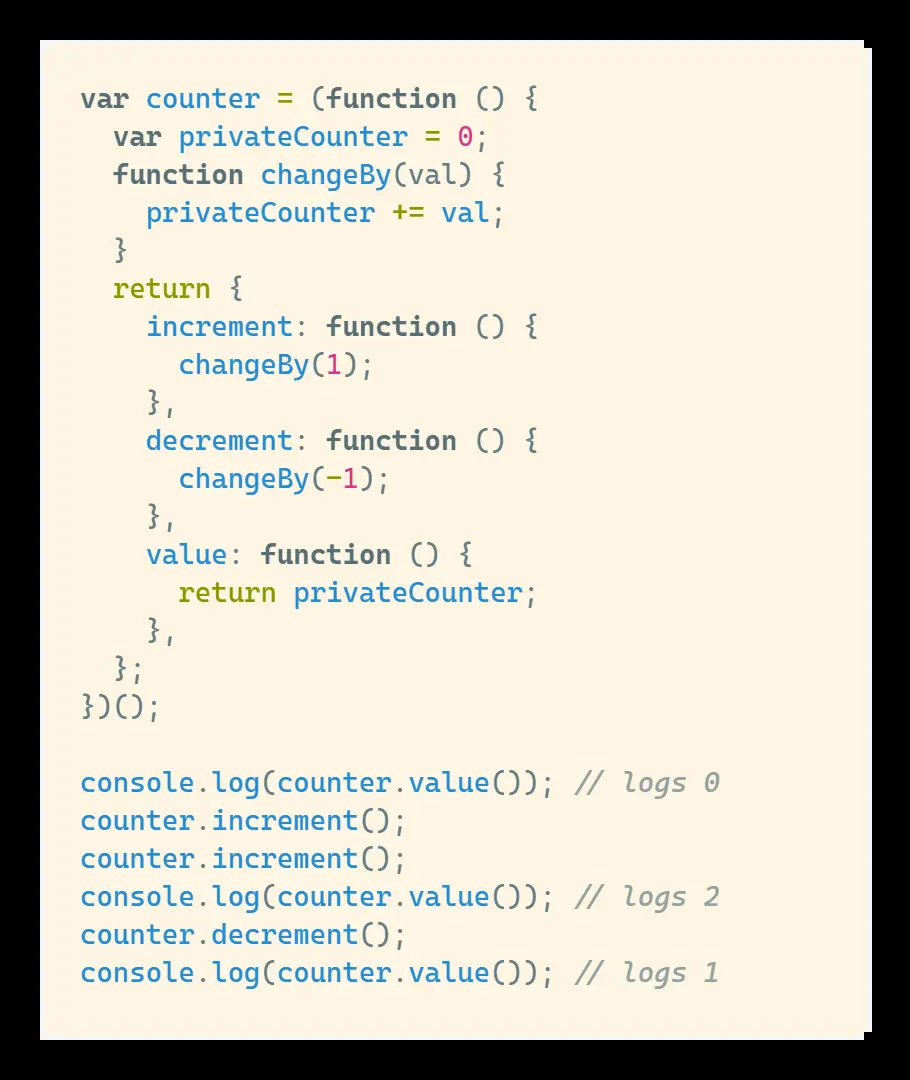 var counter = (function () {
  var privateCounter = 0;
  function changeBy(val) {
    privateCounter += val;
  }
  return {
    increment: function () {
      changeBy(1);
    },
    decrement: function () {
      changeBy(-1);
    },
    value: function () {
      return privateCounter;
    },
  };
})();

console.log(counter.value()); // logs 0
counter.increment();
counter.increment();
console.log(counter.value()); // logs 2
counter.decrement();
console.log(counter.value()); // logs 1